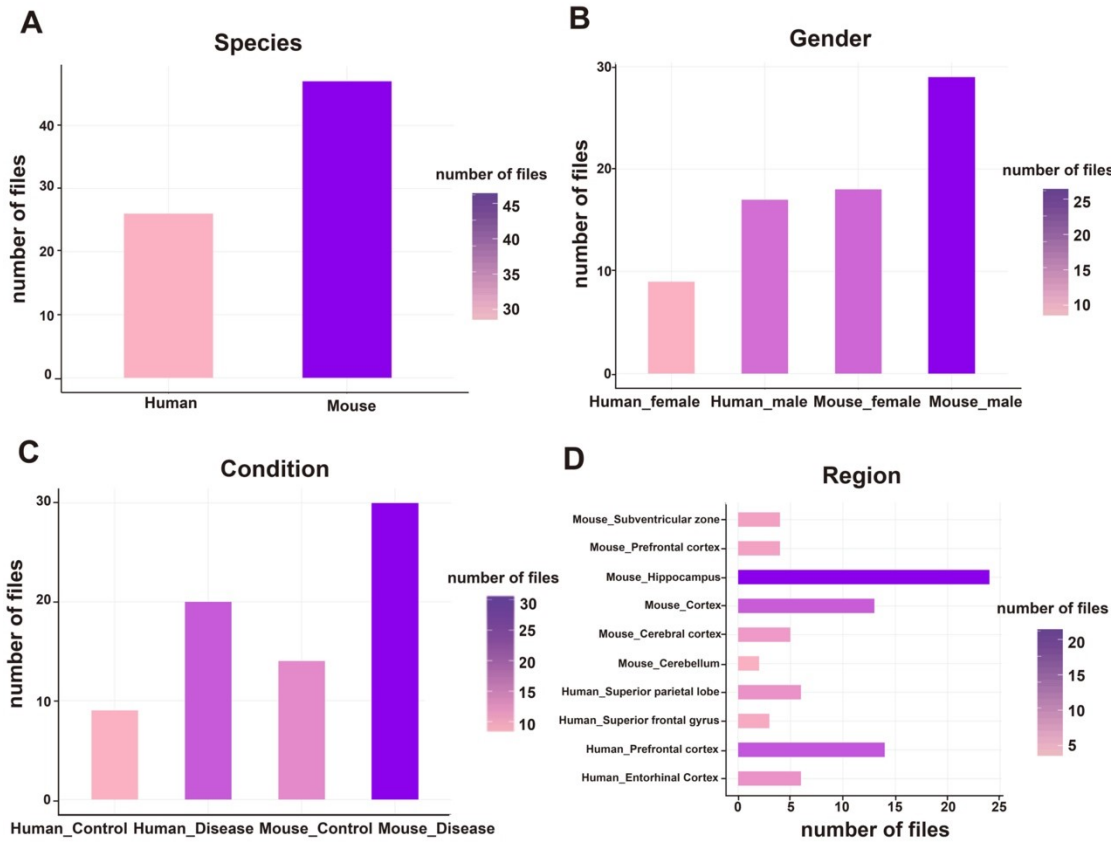 A
Species
number of files
40
30
20
10
0
Human
Mouse
number of files
45
40
35
30
B
Gender
number of files
30
20
10
0
Human_female
Human_male
Mouse_female
Mouse_male
number of files
25
20
15
10
C
Condition
number of files
30
20
10
0
Human_Control
Human_Disease
Mouse_Control
Mouse_Disease
number of files
30
25
20
15
10
D
Region
Mouse_Subventricular zone
Mouse_Prefrontal cortex
Mouse_Hippocampus
Mouse_Cortex
Mouse_Cerebral cortex
Mouse_Cerebellum
Human_Superior parietal lobe
Human_Superior frontal gyrus
Human_Prefrontal cortex
Human_Entorhinal Cortex
0
5
10
15
20
25
number of files
number of files
20
15
10
5